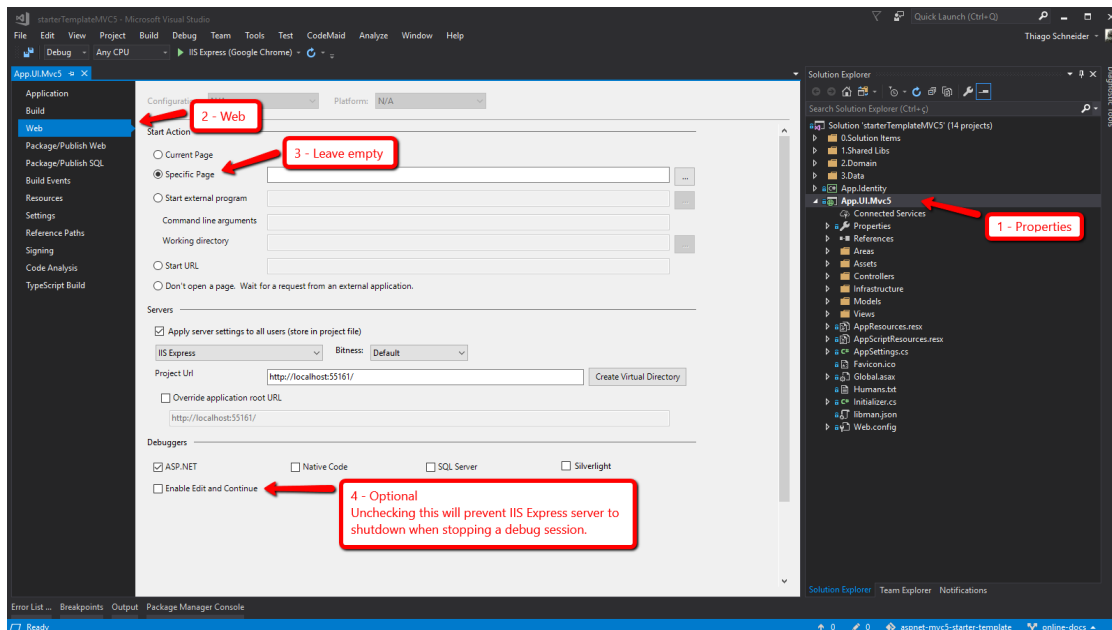 starterTemplateMVC5 - Microsoft Visual Studio
Quick Launch (Ctrl+Q)
File Edit View Project Build Debug Team Tools Test CodeMaid Analyze Window Help
Thiago Schneider
Debug Any CPU IIS Express (Google Chrome)
App.UI.Mvc5
Application
Build
Web
Package/Publish Web
Package/Publish SQL
Build Events
Resources
Settings
Reference Paths
Signing
Code Analysis
TypeScript Build
Platform: N/A
2 - Web
Start Action
Current Page
3 - Leave empty
Specific Page
...
Start external program
Command line arguments
Working directory
Start URL
Don't open a page. Wait for a request from an external application.
Servers
Apply server settings to all users (store in project file)
IIS Express Bitness: Default
Project Url http://localhost:55161/ Create Virtual Directory
Override application root URL
http://localhost:55161/
Debuggers
ASP.NET Native Code SQL Server Silverlight
Enable Edit and Continue
4 - Optional
Unchecking this will prevent IIS Express server to
shutdown when stopping a debug session.
Solution Explorer
Search Solution Explorer (Ctrl+ç)
Solution 'starterTemplateMVC5' (14 projects)
0.Solution Items
1.Shared Libs
2.Domain
3.Data
App.Identity
App.UI.Mvc5
Connected Services
1 - Properties
Properties
References
Areas
Assets
Controllers
Infrastructure
Models
Views
AppResources.resx
AppScriptResources.resx
AppSettings.cs
Favicon.ico
Global.asax
Humans.txt
Initializer.cs
libman.json
Web.config
Solution Explorer Team Explorer Notifications
Diagnostic Tools
Error List ... Breakpoints Output Package Manager Console
Ready 0 0 aspnet-mvc5-starter-template online-docs